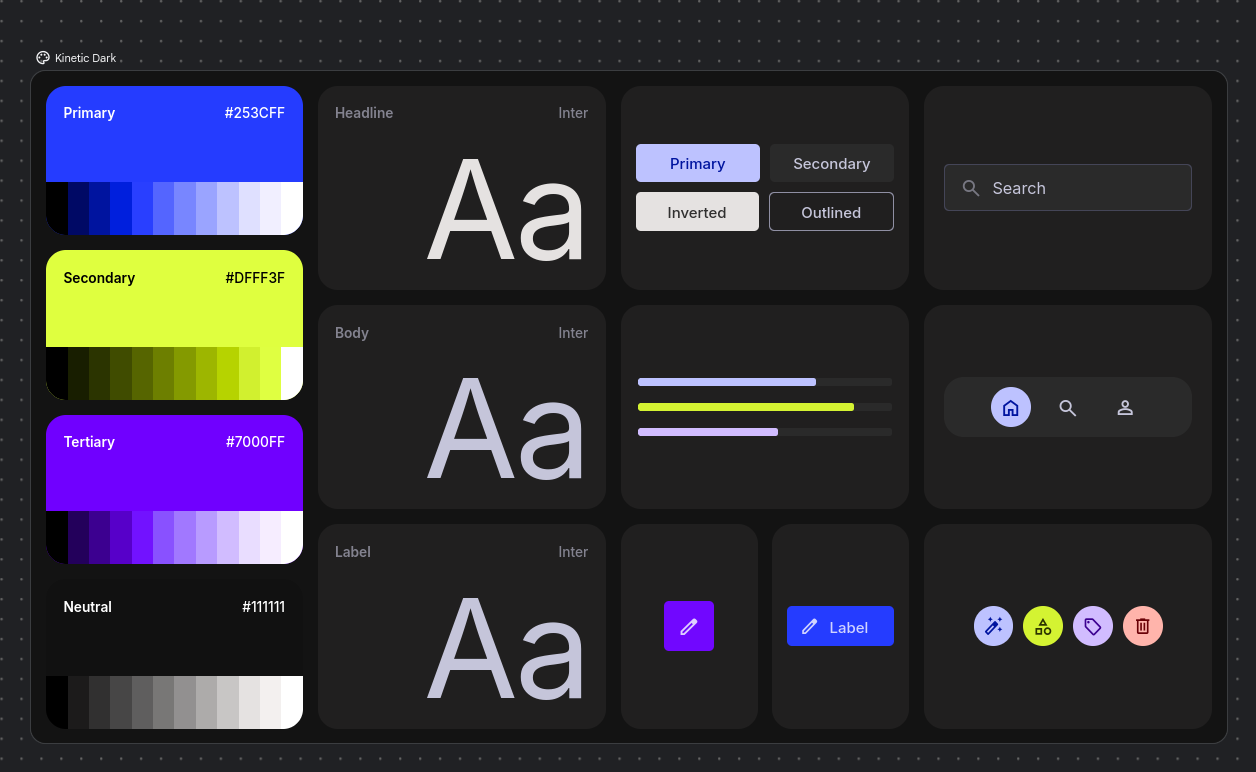 Kinetic Dark
Primary #253CFF
Secondary #DFFF3F
Tertiary #7000FF
Neutral #111111
Headline Inter
Aa
Body Inter
Aa
Label Inter
Aa
Primary Secondary
Inverted Outlined
Label
Search